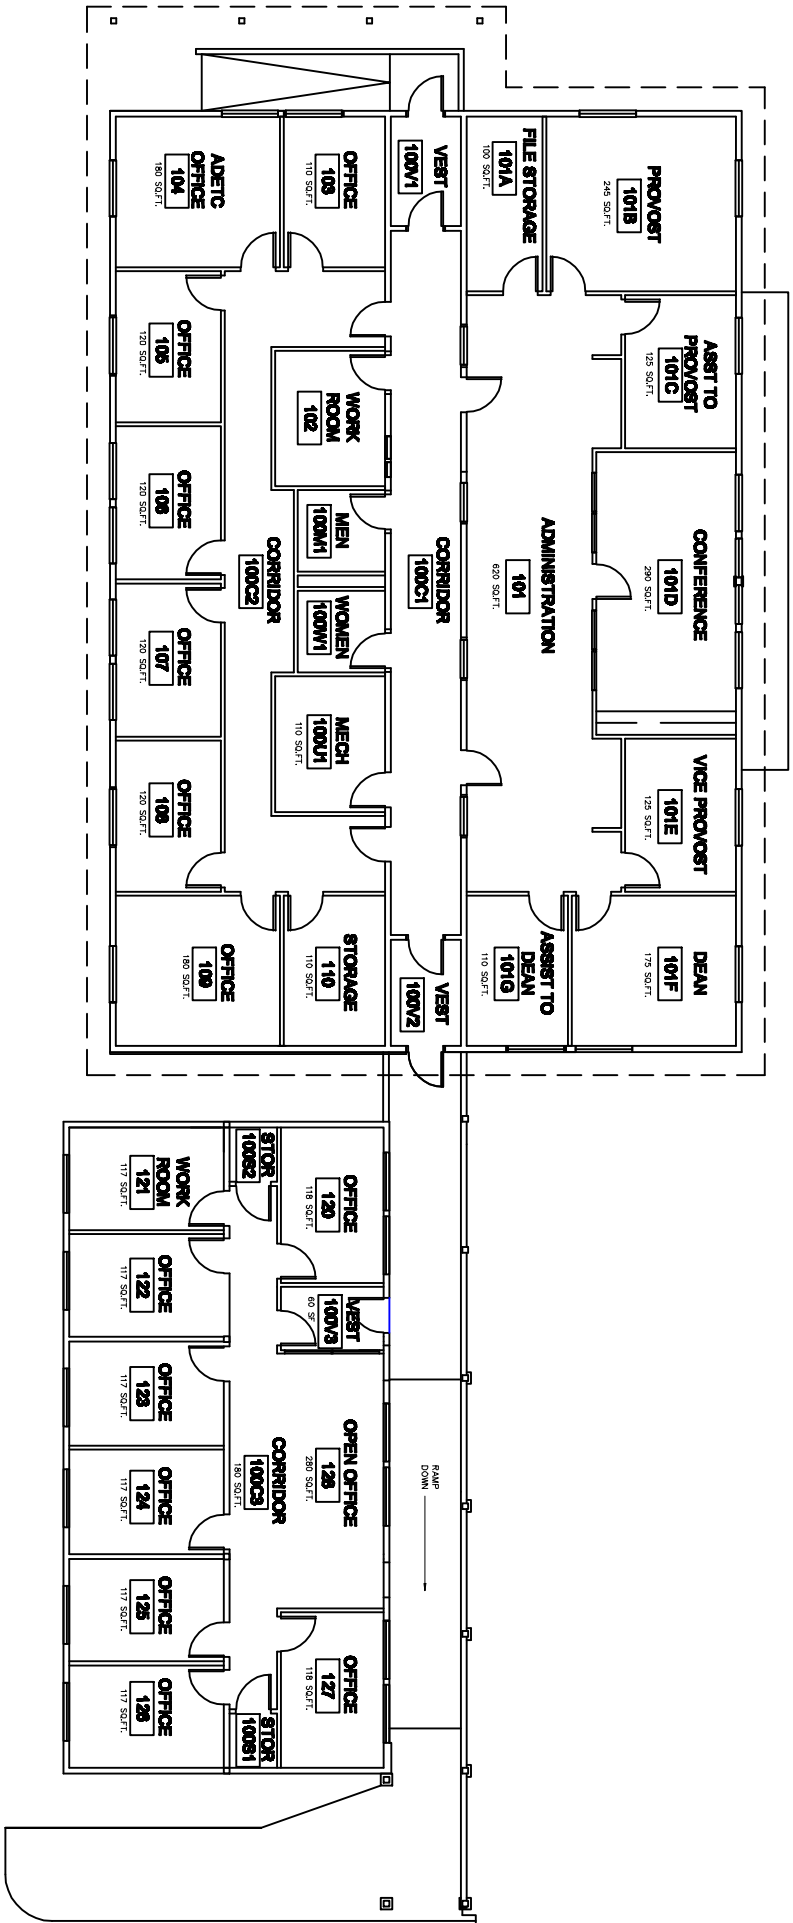 PROVOST
101B
245 SQ.FT.
ASST TO
PROVOST
101C
125 SQ.FT.
CONFERENCE
101D
290 SQ.FT.
VICE PROVOST
101E
125 SQ.FT.
DEAN
101F
175 SQ.FT.
FILE STORAGE
101A
100 SQ.FT.
ADMINISTRATION
101
620 SQ.FT.
ASSIST TO
DEAN
101G
110 SQ.FT.
VEST
100V1
CORRIDOR
100C1
VEST
100V2
RAMP
DOWN
OFFICE
103
110 SQ.FT.
WORK
ROOM
102
MEN
100M1
WOMEN
100W1
MECH
100U1
110 SQ.FT.
STORAGE
110
110 SQ.FT.
CORRIDOR
100C2
ADETC
OFFICE
104
180 SQ.FT.
OFFICE
105
120 SQ.FT.
OFFICE
106
120 SQ.FT.
OFFICE
107
120 SQ.FT.
OFFICE
108
120 SQ.FT.
OFFICE
109
180 SQ.FT.
OFFICE
120
118 SQ.FT.
VEST
100V3
60 SF
OPEN OFFICE
128
280 SQ.FT.
OFFICE
127
118 SQ.FT.
STOR
100S2
CORRIDOR
100C3
180 SQ.FT.
STOR
100S1
WORK
ROOM
121
117 SQ.FT.
OFFICE
122
117 SQ.FT.
OFFICE
123
117 SQ.FT.
OFFICE
124
117 SQ.FT.
OFFICE
125
117 SQ.FT.
OFFICE
126
117 SQ.FT.